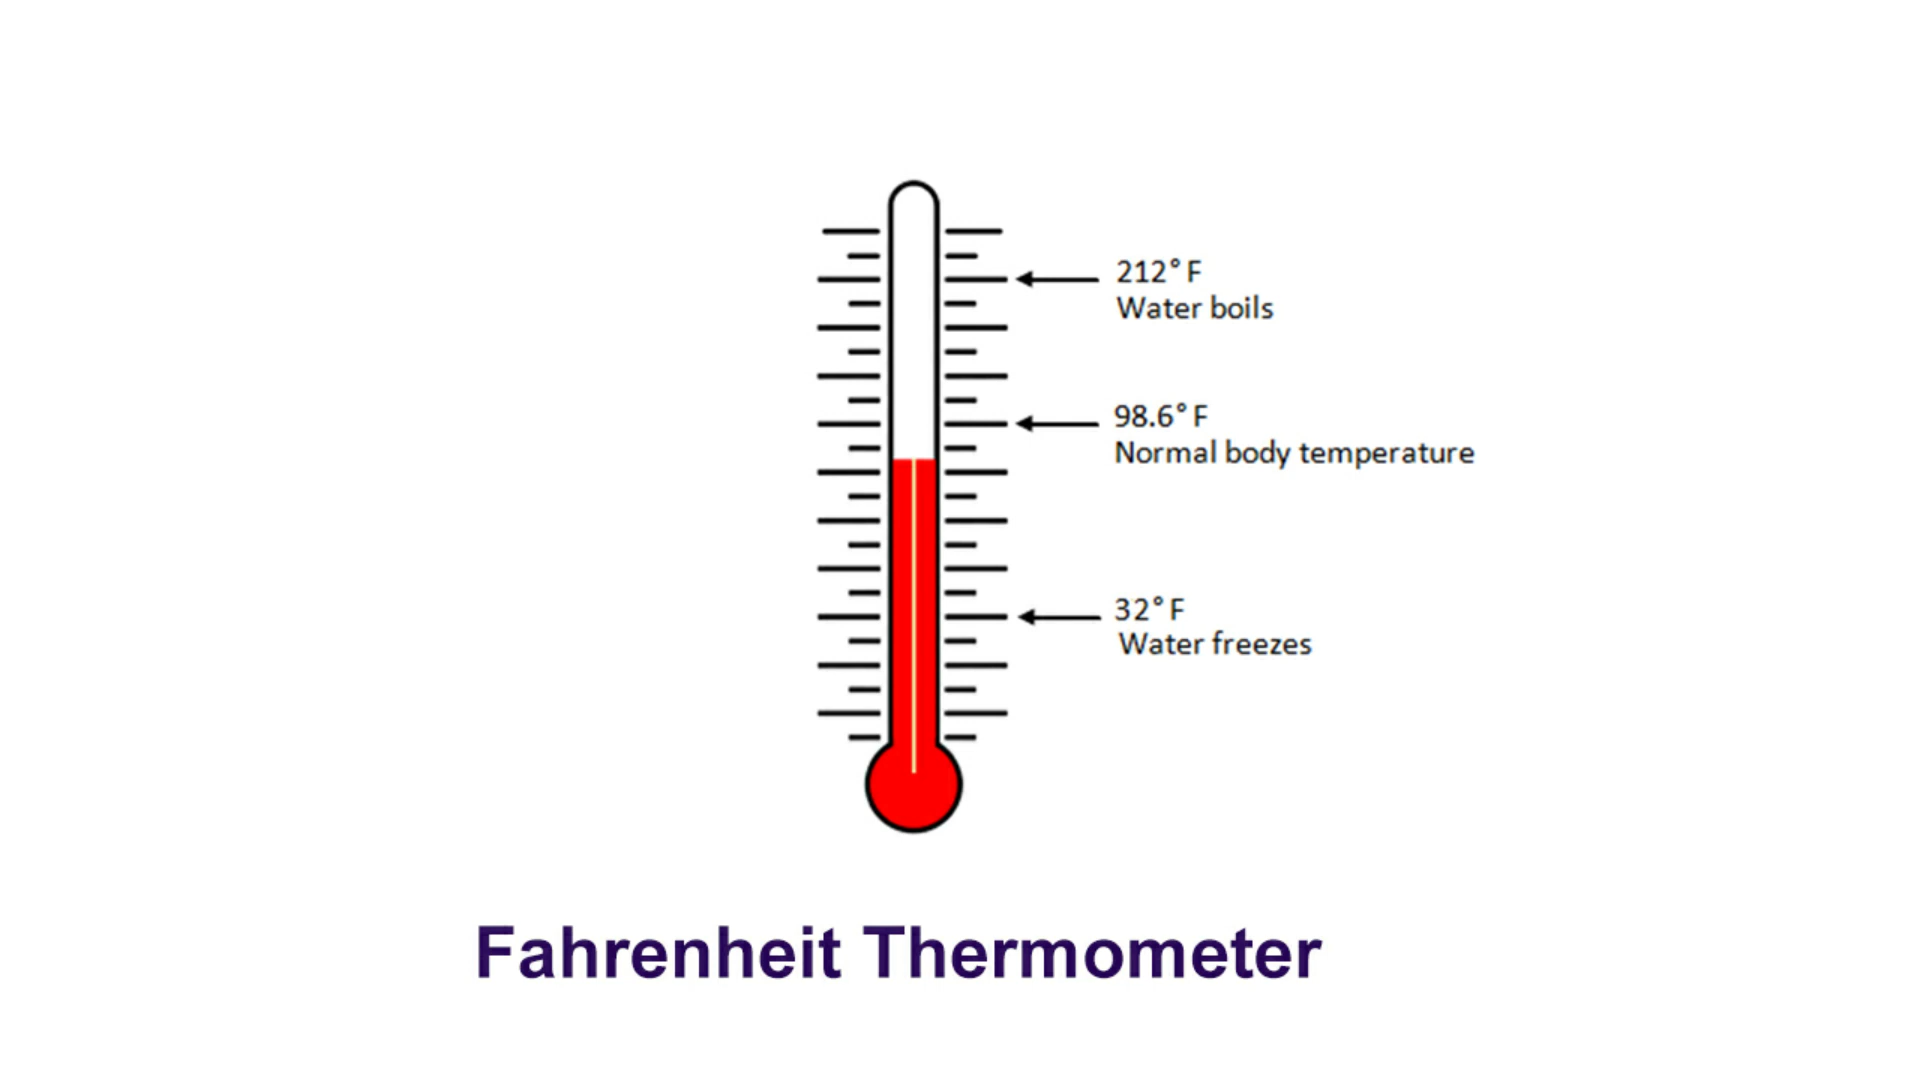 212° F
Water boils
98.6° F
Normal body temperature
32° F
Water freezes
Fahrenheit Thermometer